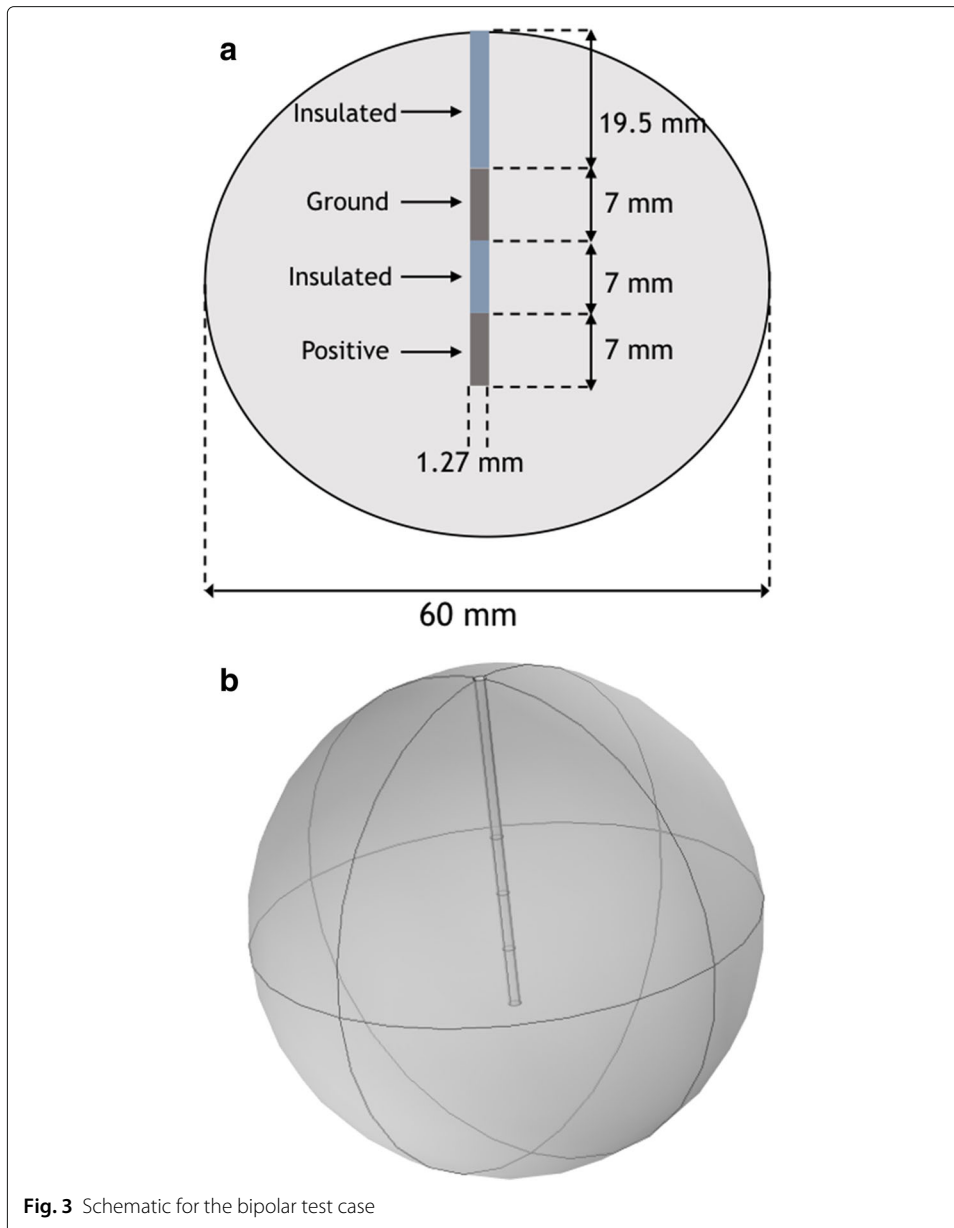 a
Insulated
19.5 mm
Ground
7 mm
Insulated
7 mm
Positive
7 mm
1.27 mm
60 mm
b
Fig. 3 Schematic for the bipolar test case